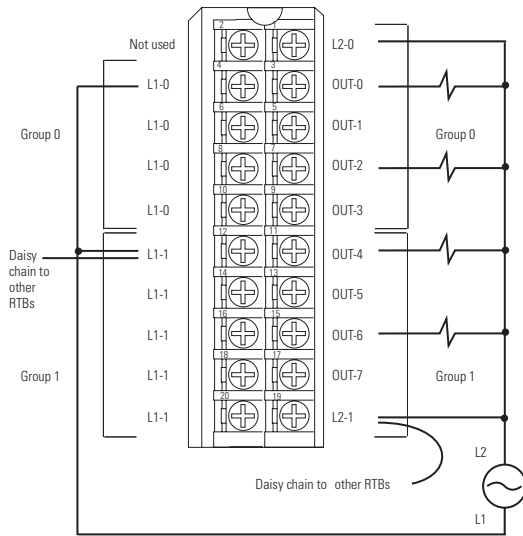 2 1
Not used L2-0
4 3
L1-0 OUT-0
6 5
Group 0 L1-0 OUT-1 Group 0
8 7
L1-0 OUT-2
10 9
L1-0 OUT-3
12 11
L1-1 OUT-4
Daisy
chain to
other
RTBs
14 13
L1-1 OUT-5
16 15
L1-1 OUT-6
18 17
Group 1 L1-1 OUT-7 Group 1
20 19
L1-1 L2-1
L2
Daisy chain to other RTBs
L1